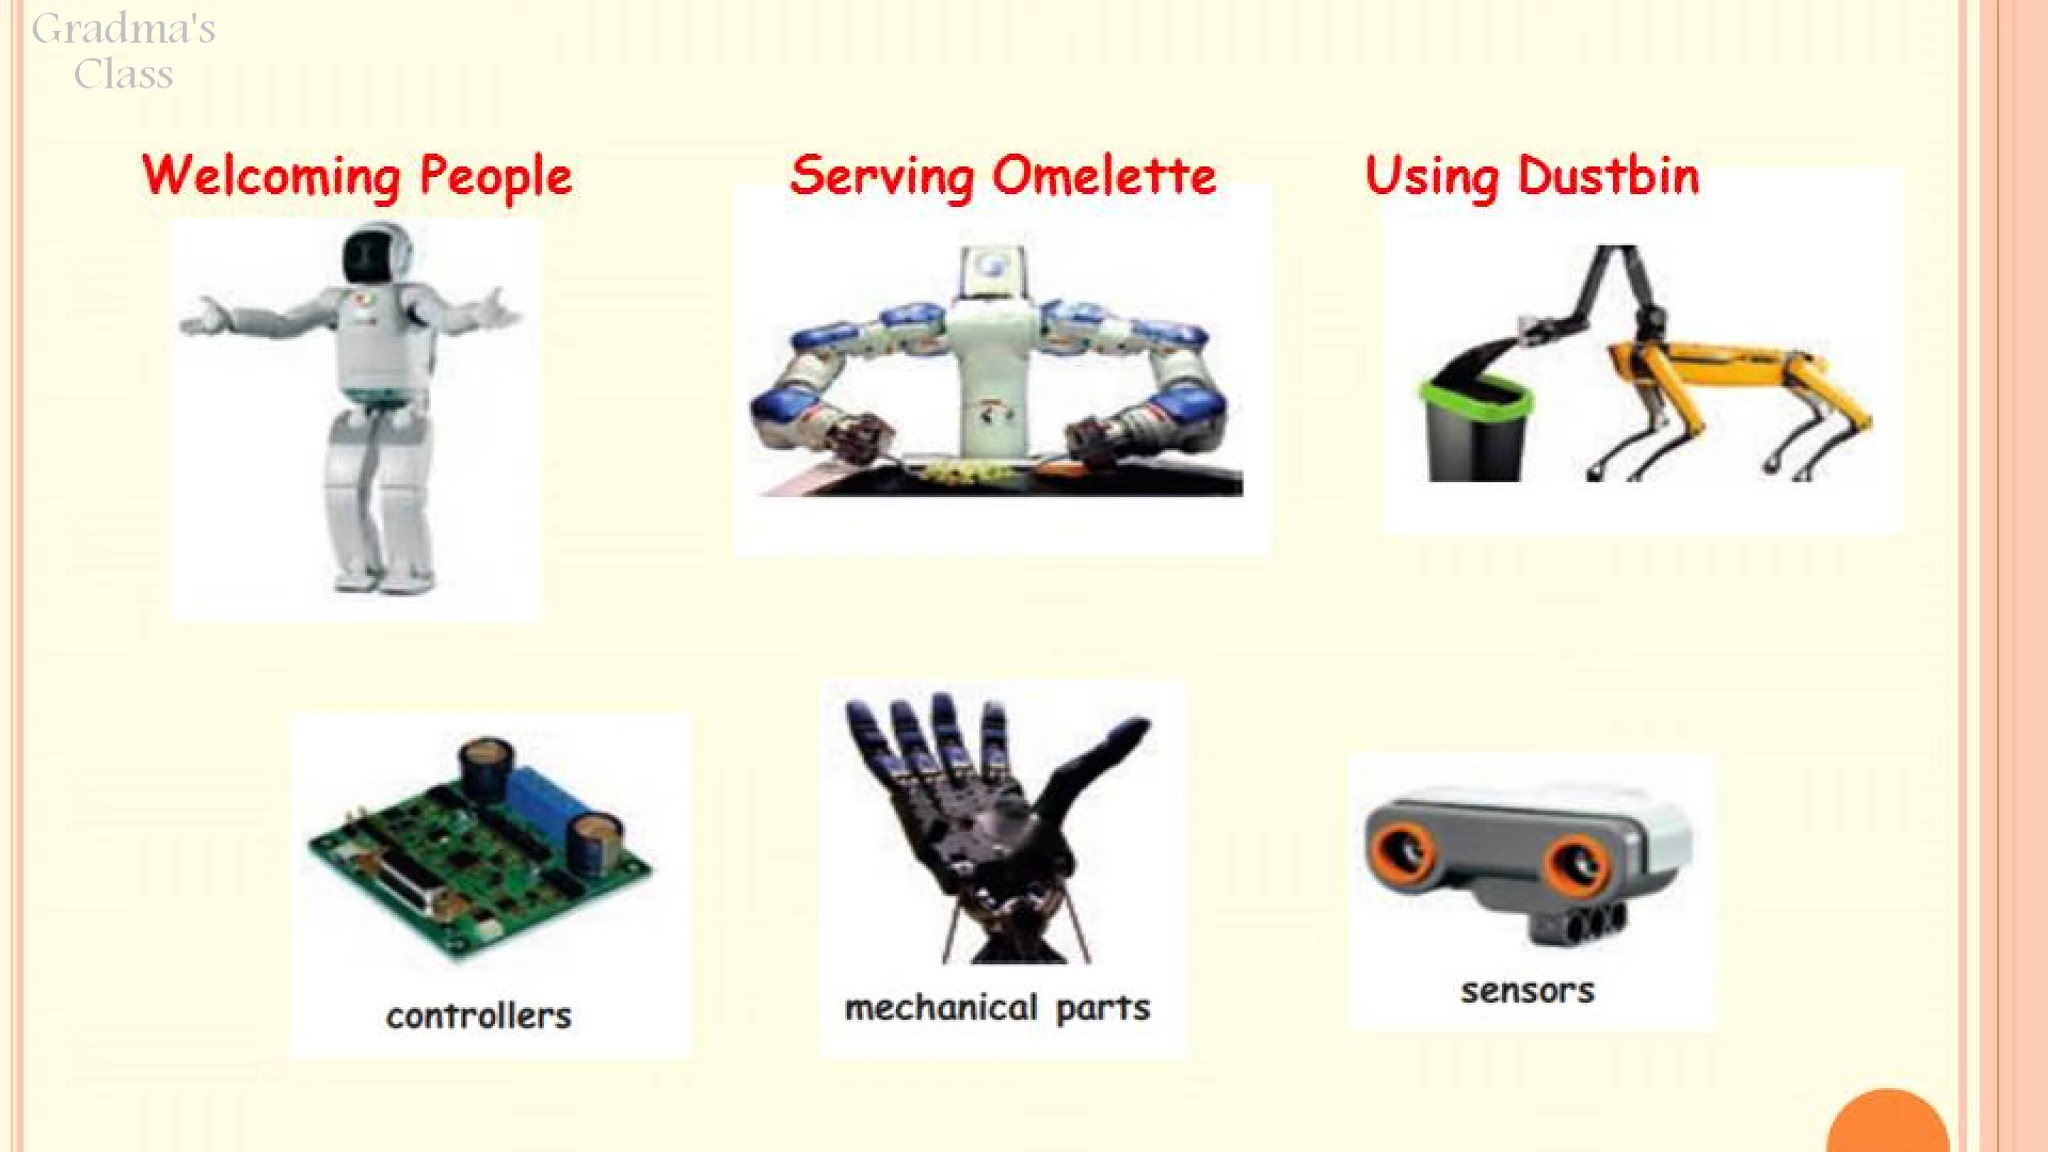 Gradma's
Class
Welcoming People
Serving Omelette
Using Dustbin
controllers
mechanical parts
sensors